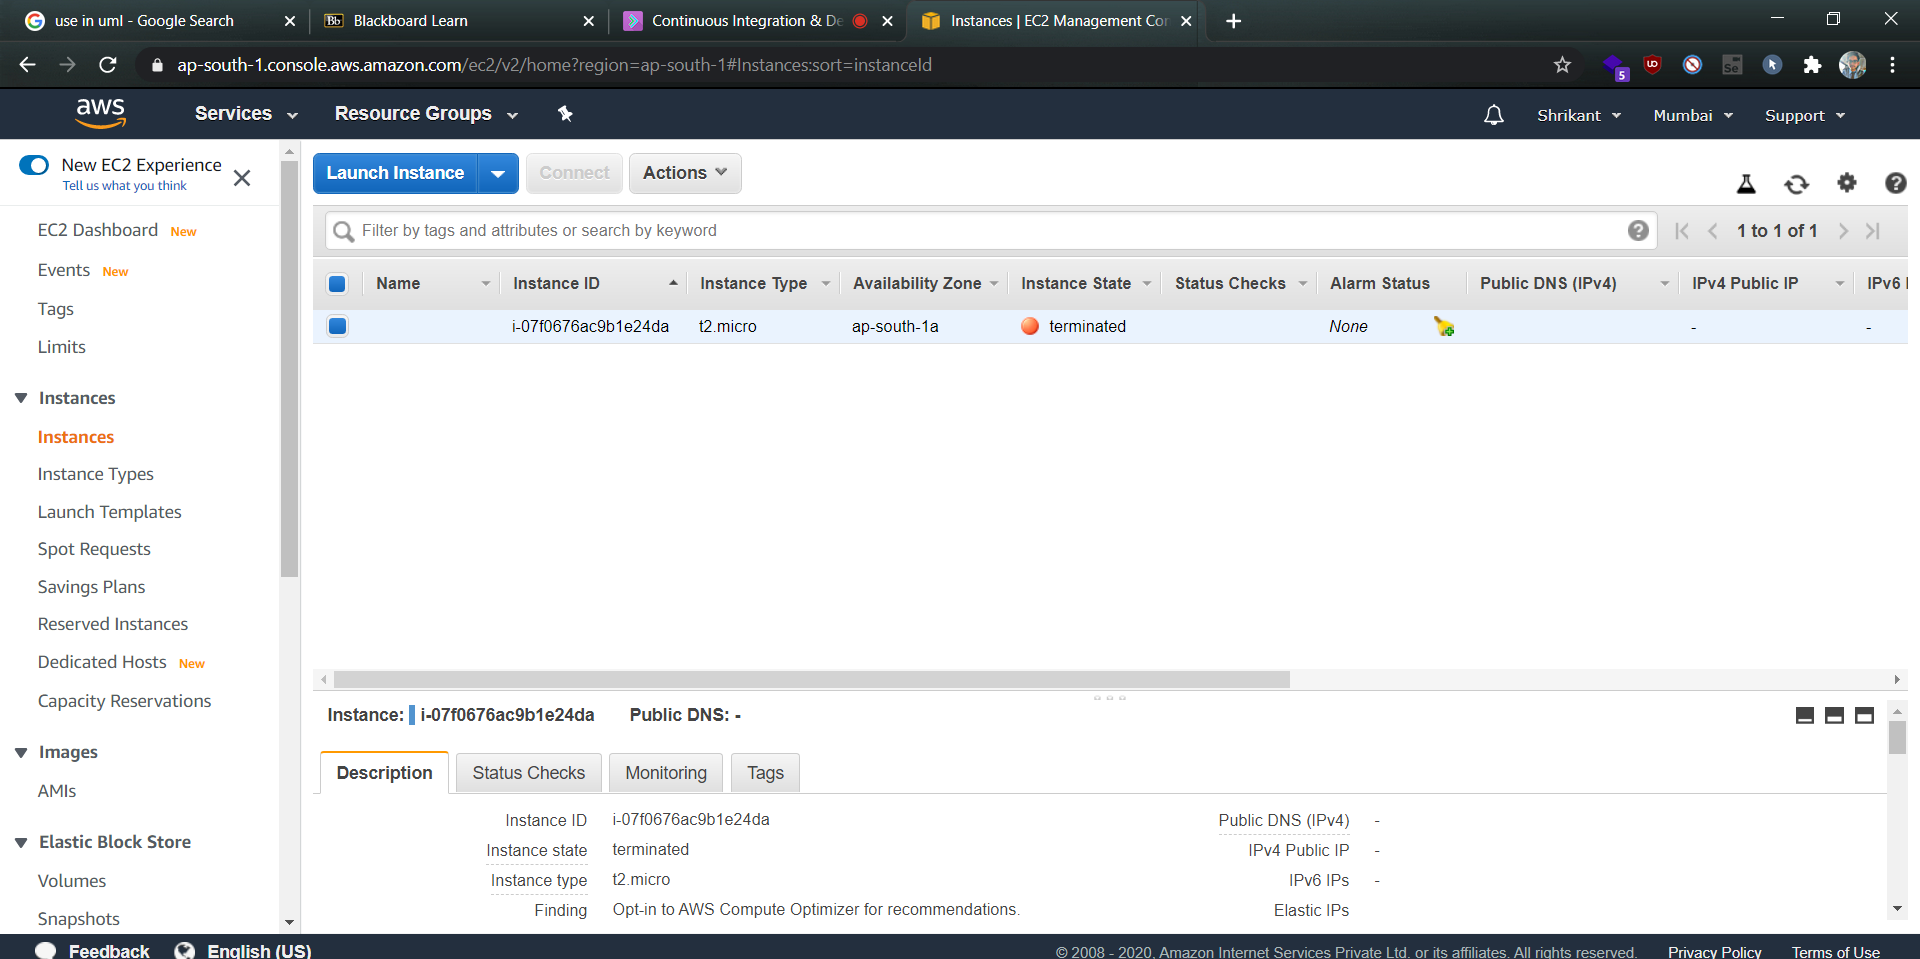 use in uml - Google Search
Blackboard Learn
Continuous Integration & De
Instances | EC2 Management Con
ap-south-1.console.aws.amazon.com/ec2/v2/home?region=ap-south-1#Instances:sort=instanceId
5
aws
Services
Resource Groups
Shrikant
Mumbai
Support
New EC2 Experience
Tell us what you think
EC2 Dashboard New
Events New
Tags
Limits
Instances
Instances
Instance Types
Launch Templates
Spot Requests
Savings Plans
Reserved Instances
Dedicated Hosts New
Capacity Reservations
Images
AMIs
Elastic Block Store
Volumes
Snapshots
Launch Instance
Connect
Actions
Filter by tags and attributes or search by keyword
1 to 1 of 1
Name Instance ID Instance Type Availability Zone Instance State Status Checks Alarm Status Public DNS (IPv4) IPv4 Public IP IPv6 I
i-07f0676ac9b1e24da t2.micro ap-south-1a terminated None - -
Instance: i-07f0676ac9b1e24da Public DNS: -
Description Status Checks Monitoring Tags
Instance ID i-07f0676ac9b1e24da
Instance state terminated
Instance type t2.micro
Finding Opt-in to AWS Compute Optimizer for recommendations.
Public DNS (IPv4) -
IPv4 Public IP -
IPv6 IPs -
Elastic IPs
Feedback
English (US)
© 2008 - 2020, Amazon Internet Services Private Ltd. or its affiliates. All rights reserved.
Privacy Policy
Terms of Use